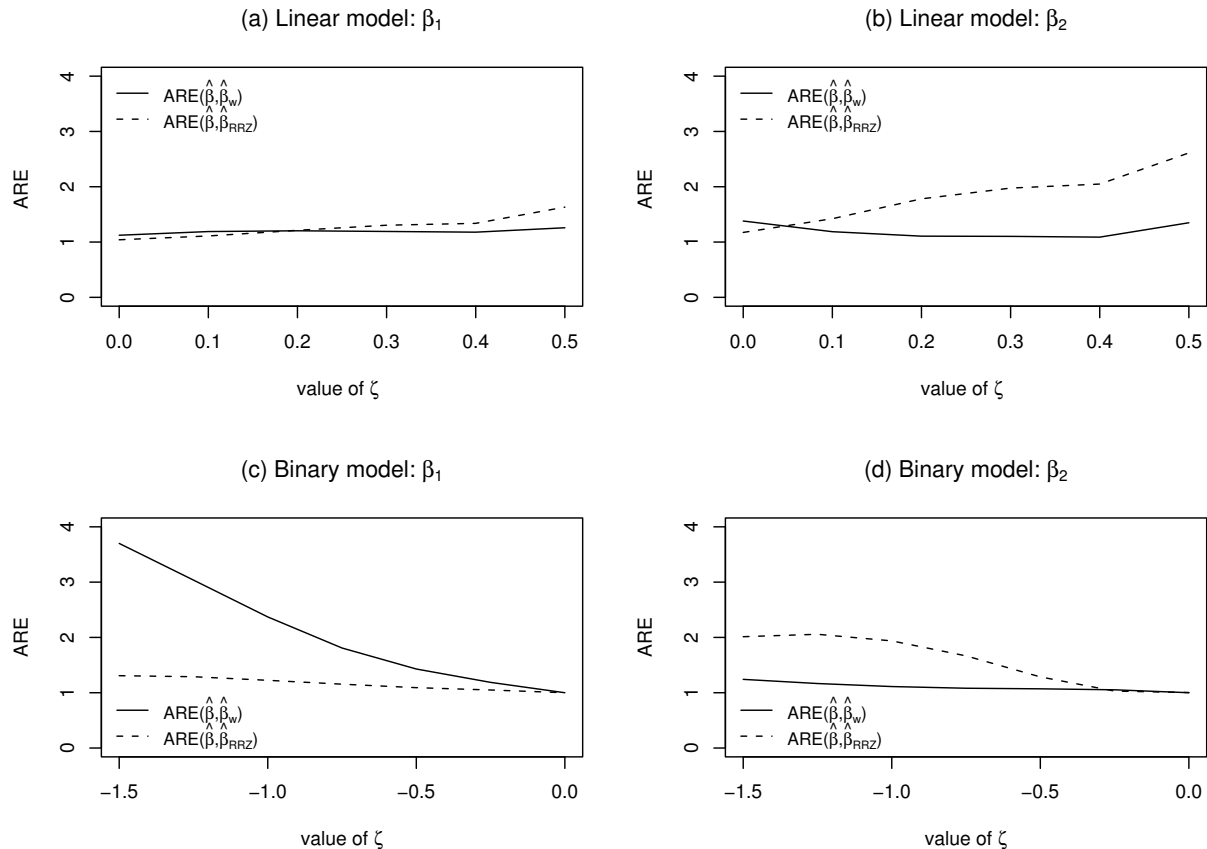 (a) Linear model: β₁
ARE
4
3
2
1
0
ARE(β̂,β̂w)
ARE(β̂,β̂RRZ)
0.0 0.1 0.2 0.3 0.4 0.5
value of ζ
(b) Linear model: β₂
ARE
4
3
2
1
0
ARE(β̂,β̂w)
ARE(β̂,β̂RRZ)
0.0 0.1 0.2 0.3 0.4 0.5
value of ζ
(c) Binary model: β₁
ARE
4
3
2
1
0
ARE(β̂,β̂w)
ARE(β̂,β̂RRZ)
−1.5 −1.0 −0.5 0.0
value of ζ
(d) Binary model: β₂
ARE
4
3
2
1
0
ARE(β̂,β̂w)
ARE(β̂,β̂RRZ)
−1.5 −1.0 −0.5 0.0
value of ζ